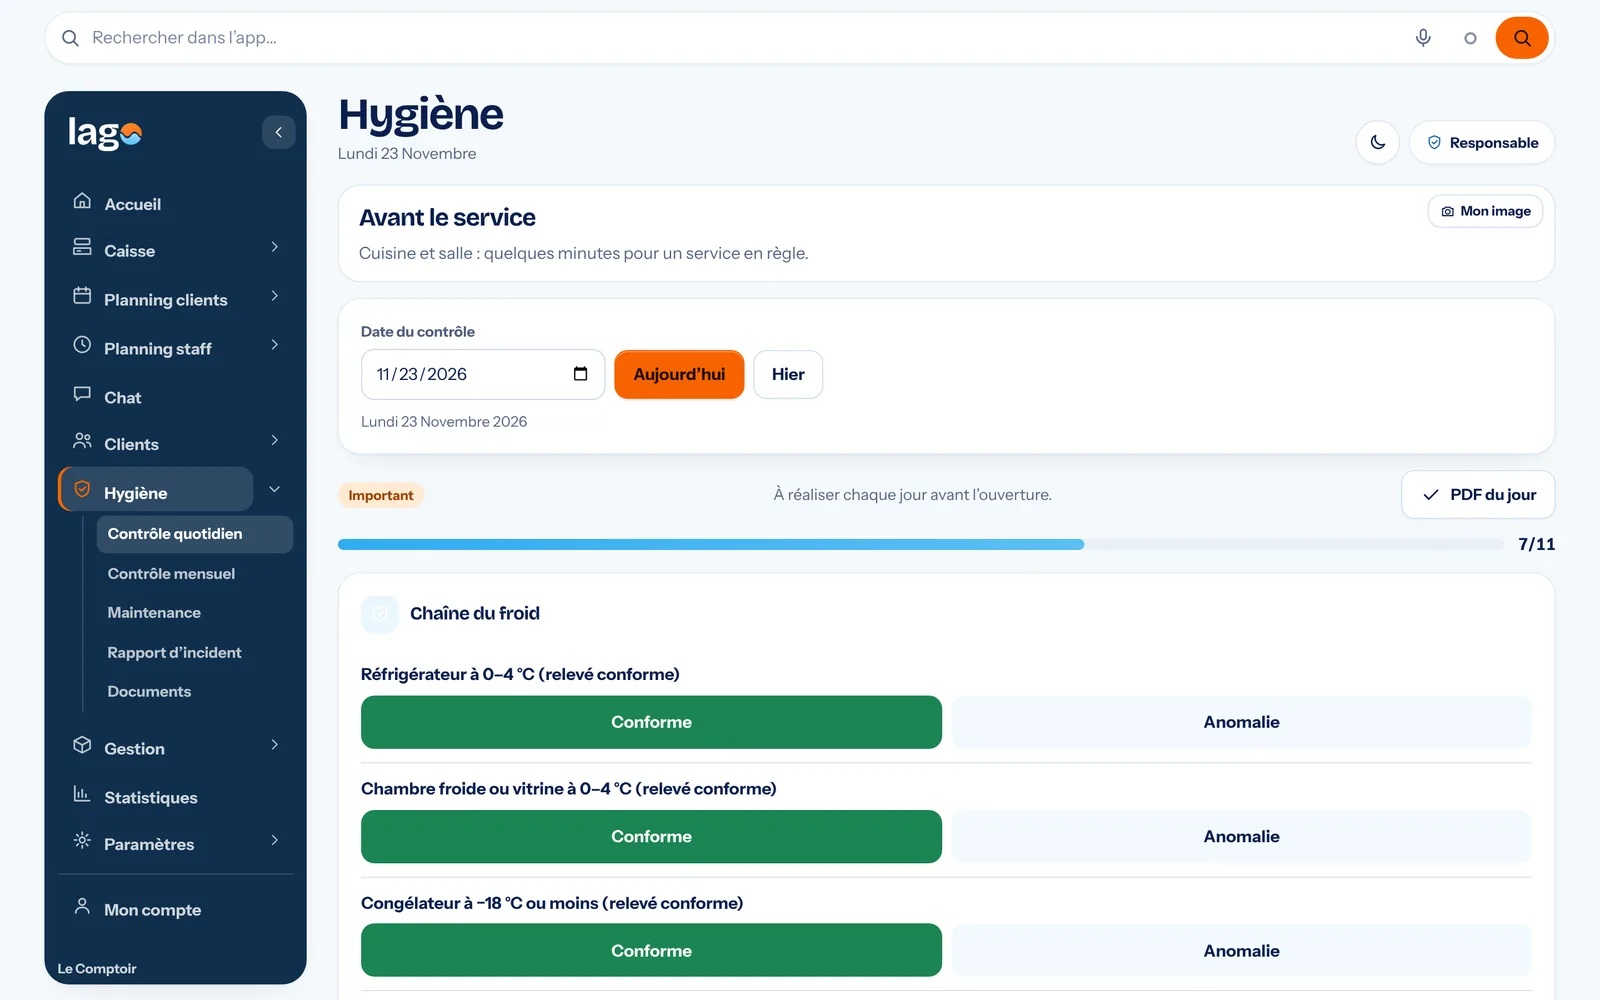 Rechercher dans l'app...
lago
Accueil
Caisse
Planning clients
Planning staff
Chat
Clients
Hygiène
Contrôle quotidien
Contrôle mensuel
Maintenance
Rapport d'incident
Documents
Gestion
Statistiques
Paramètres
Mon compte
Le Comptoir
Hygiène
Lundi 23 Novembre
Responsable
Avant le service
Mon image
Cuisine et salle : quelques minutes pour un service en règle.
Date du contrôle
11/23/2026
Aujourd'hui
Hier
Lundi 23 Novembre 2026
Important
À réaliser chaque jour avant l'ouverture.
PDF du jour
7/11
Chaîne du froid
Réfrigérateur à 0–4 °C (relevé conforme)
Conforme
Anomalie
Chambre froide ou vitrine à 0–4 °C (relevé conforme)
Conforme
Anomalie
Congélateur à −18 °C ou moins (relevé conforme)
Conforme
Anomalie